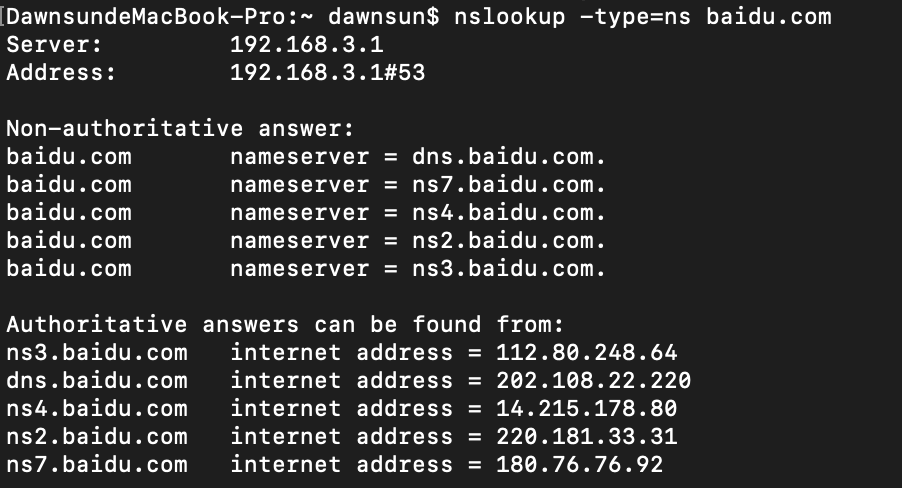 DawnsundeMacBook-Pro:~ dawnsun$ nslookup -type=ns baidu.com
Server:		192.168.3.1
Address:	192.168.3.1#53
Non-authoritative answer:
baidu.com	nameserver = dns.baidu.com.
baidu.com	nameserver = ns7.baidu.com.
baidu.com	nameserver = ns4.baidu.com.
baidu.com	nameserver = ns2.baidu.com.
baidu.com	nameserver = ns3.baidu.com.
Authoritative answers can be found from:
ns3.baidu.com	internet address = 112.80.248.64
dns.baidu.com	internet address = 202.108.22.220
ns4.baidu.com	internet address = 14.215.178.80
ns2.baidu.com	internet address = 220.181.33.31
ns7.baidu.com	internet address = 180.76.76.92